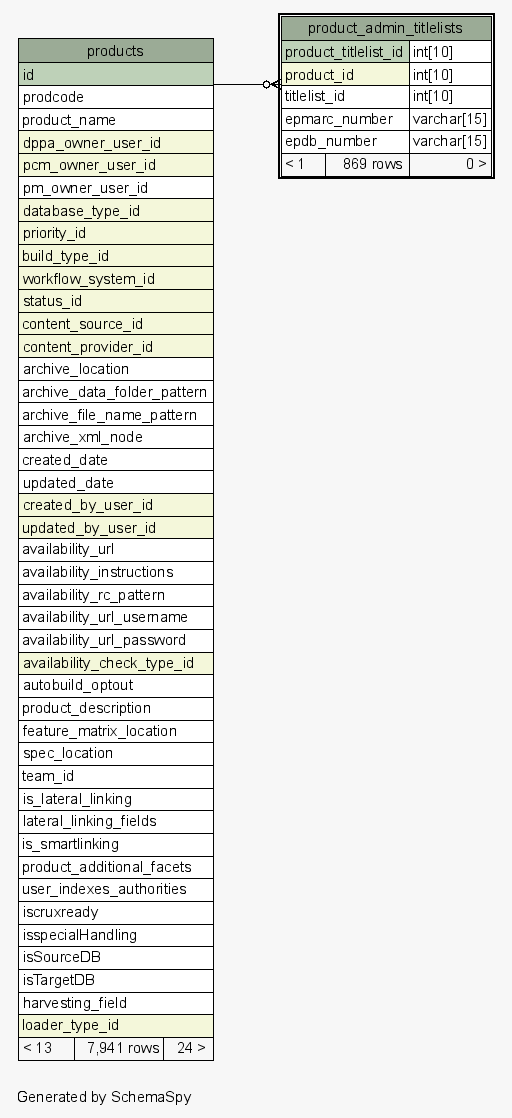 products
id
prodcode
product_name
dppa_owner_user_id
pcm_owner_user_id
pm_owner_user_id
database_type_id
priority_id
build_type_id
workflow_system_id
status_id
content_source_id
content_provider_id
archive_location
archive_data_folder_pattern
archive_file_name_pattern
archive_xml_node
created_date
updated_date
created_by_user_id
updated_by_user_id
availability_url
availability_instructions
availability_rc_pattern
availability_url_username
availability_url_password
availability_check_type_id
autobuild_optout
product_description
feature_matrix_location
spec_location
team_id
is_lateral_linking
lateral_linking_fields
is_smartlinking
product_additional_facets
user_indexes_authorities
iscruxready
isspecialHandling
isSourceDB
isTargetDB
harvesting_field
loader_type_id
< 13 7,941 rows 24 >
product_admin_titlelists
product_titlelist_id int[10]
product_id int[10]
titlelist_id int[10]
epmarc_number varchar[15]
epdb_number varchar[15]
< 1 869 rows 0 >
Generated by SchemaSpy